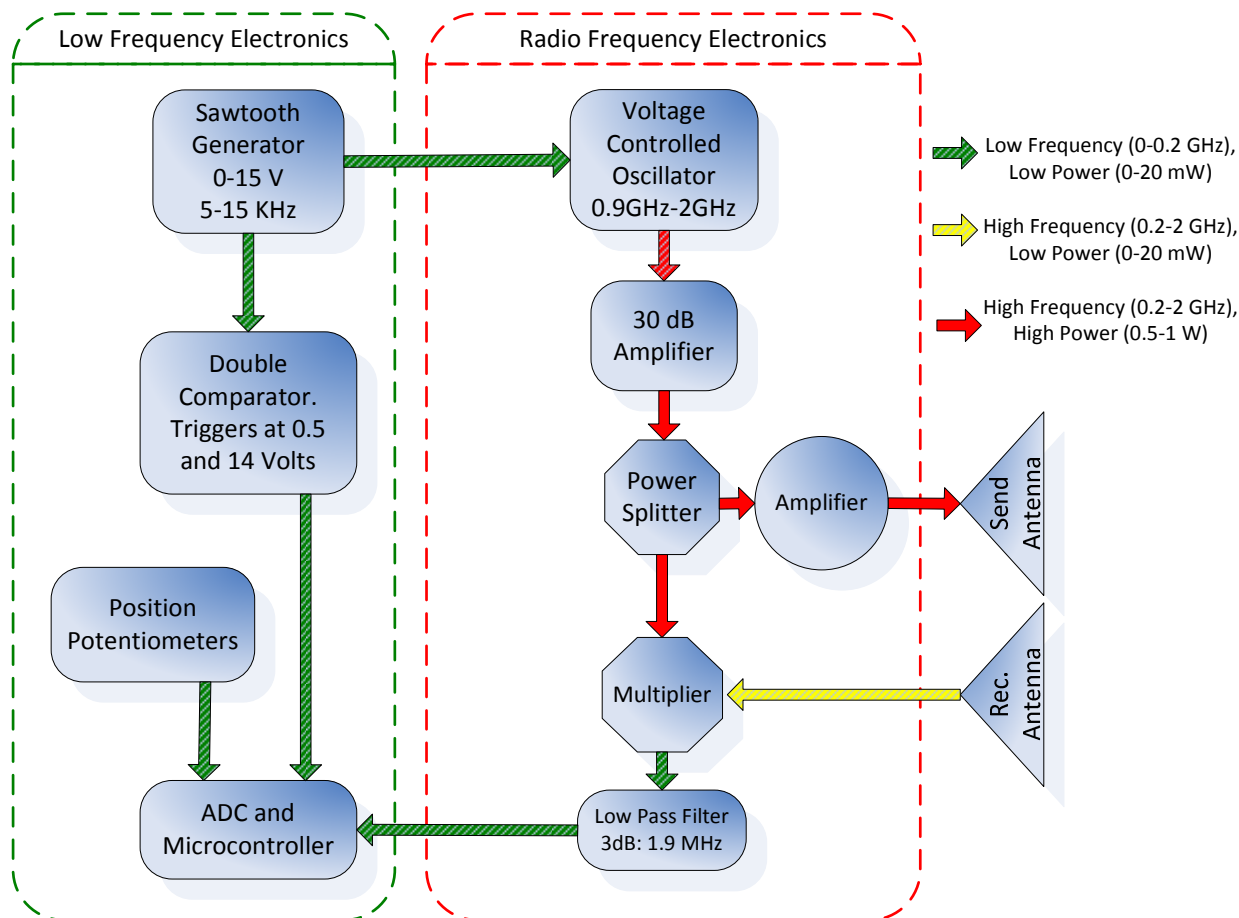 Low Frequency Electronics
Radio Frequency Electronics
Sawtooth
Generator
0-15 V
5-15 KHz
Voltage
Controlled
Oscillator
0.9GHz-2GHz
Low Frequency (0-0.2 GHz),
Low Power (0-20 mW)
High Frequency (0.2-2 GHz),
Low Power (0-20 mW)
High Frequency (0.2-2 GHz),
High Power (0.5-1 W)
30 dB
Amplifier
Double
Comparator.
Triggers at 0.5
and 14 Volts
Power
Splitter
Amplifier
Send
Antenna
Position
Potentiometers
Multiplier
Rec.
Antenna
ADC and
Microcontroller
Low Pass Filter
3dB: 1.9 MHz